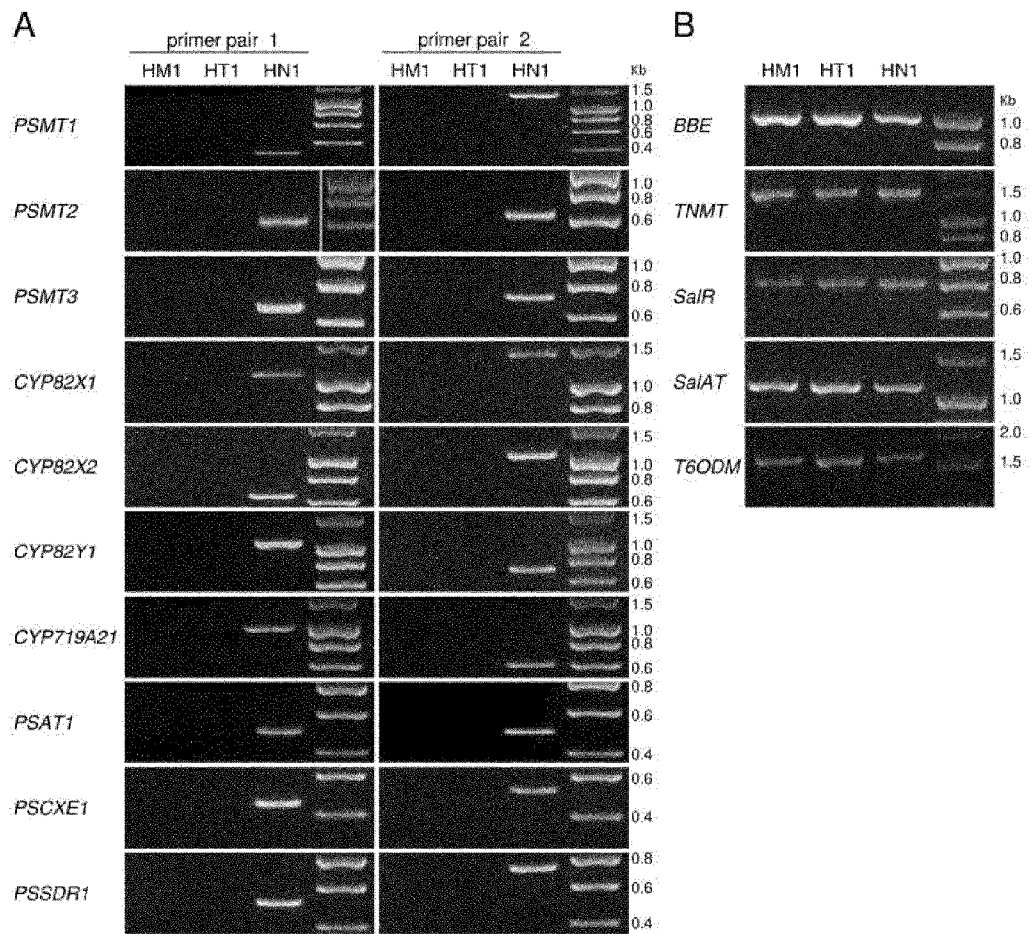 A
B
primer pair 1
primer pair 2
HM1 HT1 HN1
HM1 HT1 HN1
Kb
HM1 HT1 HN1
Kb
PSMT1
1.5
1.0
0.8
0.6
0.4
PSMT2
1.0
0.8
0.6
PSMT3
1.0
0.8
0.6
CYP82X1
1.5
1.0
0.8
CYP82X2
1.5
1.0
0.8
0.6
CYP82Y1
1.5
1.0
0.8
0.6
CYP719A21
1.5
1.0
0.8
0.6
PSAT1
0.8
0.6
0.4
PSCXE1
0.6
0.4
PSSDR1
0.8
0.6
0.4
BBE
1.0
0.8
TNMT
1.5
1.0
0.8
SalR
1.0
0.8
0.6
SalAT
1.5
1.0
T6ODM
2.0
1.5